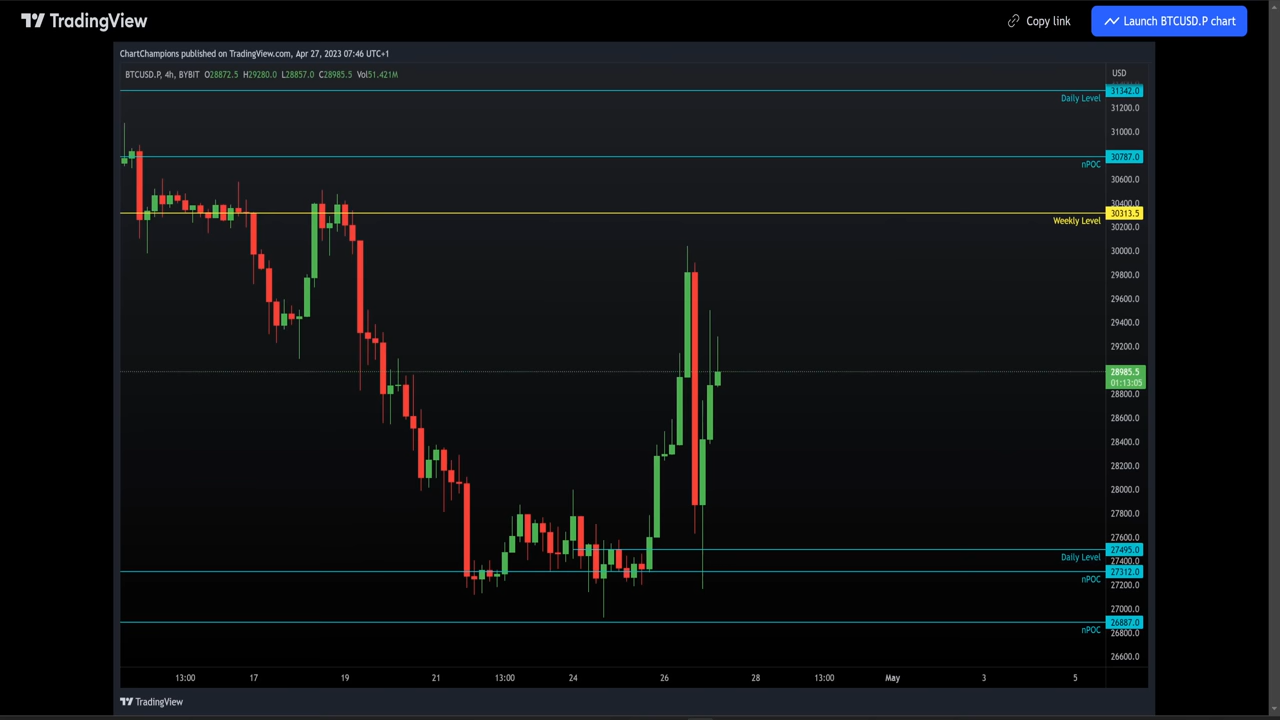 TradingView
Copy link
Launch BTCUSD.P chart
ChartChampions published on TradingView.com, Apr 27, 2023 07:46 UTC+1
BTCUSD.P, 4h, BYBIT O28872.5 H29280.0 L28857.0 C28985.5 Vol51.421M
USD
31342.0
Daily Level
31200.0
31000.0
30787.0
nPOC
30600.0
30400.0
30313.5
Weekly Level
30200.0
30000.0
29800.0
29600.0
29400.0
29200.0
28985.5
01:13:05
28800.0
28600.0
28400.0
28200.0
28000.0
27800.0
27600.0
27495.0
Daily Level
27400.0
27312.0
nPOC
27200.0
27000.0
26887.0
nPOC
26800.0
26600.0
13:00 17 19 21 13:00 24 26 28 13:00 May 3 5
TradingView